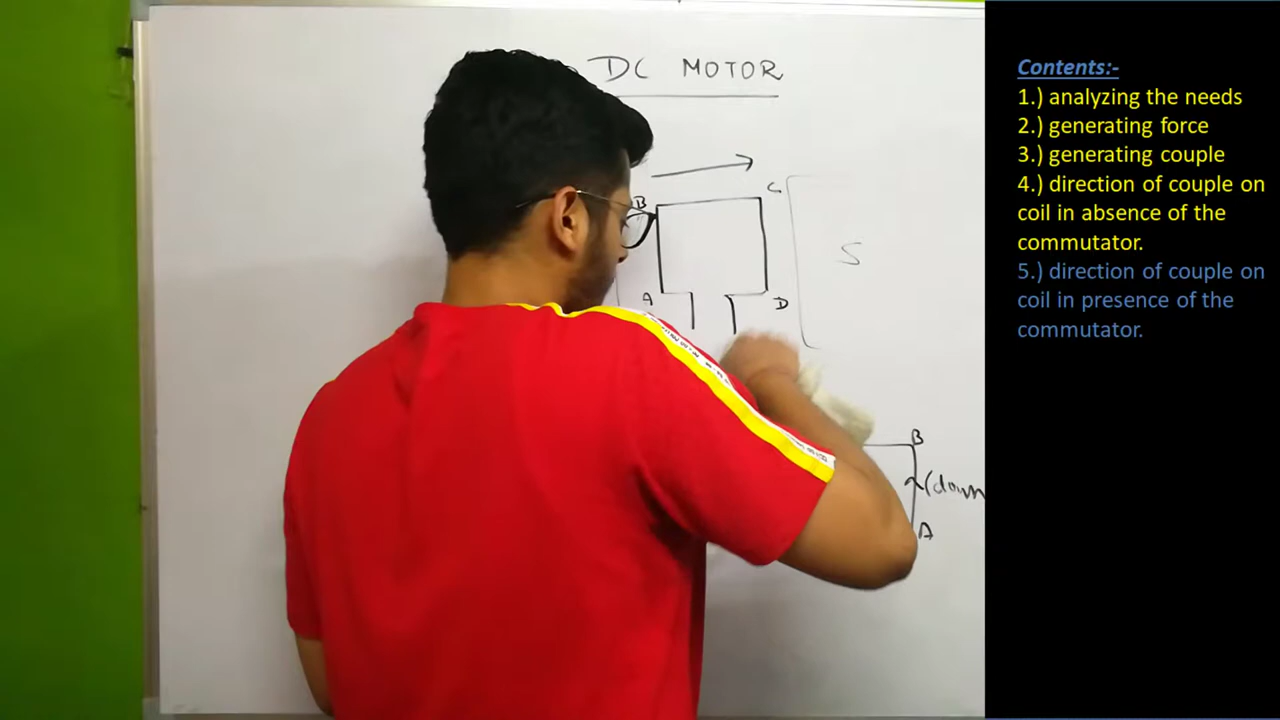 DC MOTOR
B
C
S
A
D
B
(down
A
Contents:-
1.) analyzing the needs
2.) generating force
3.) generating couple
4.) direction of couple on
coil in absence of the
commutator.
5.) direction of couple on
coil in presence of the
commutator.